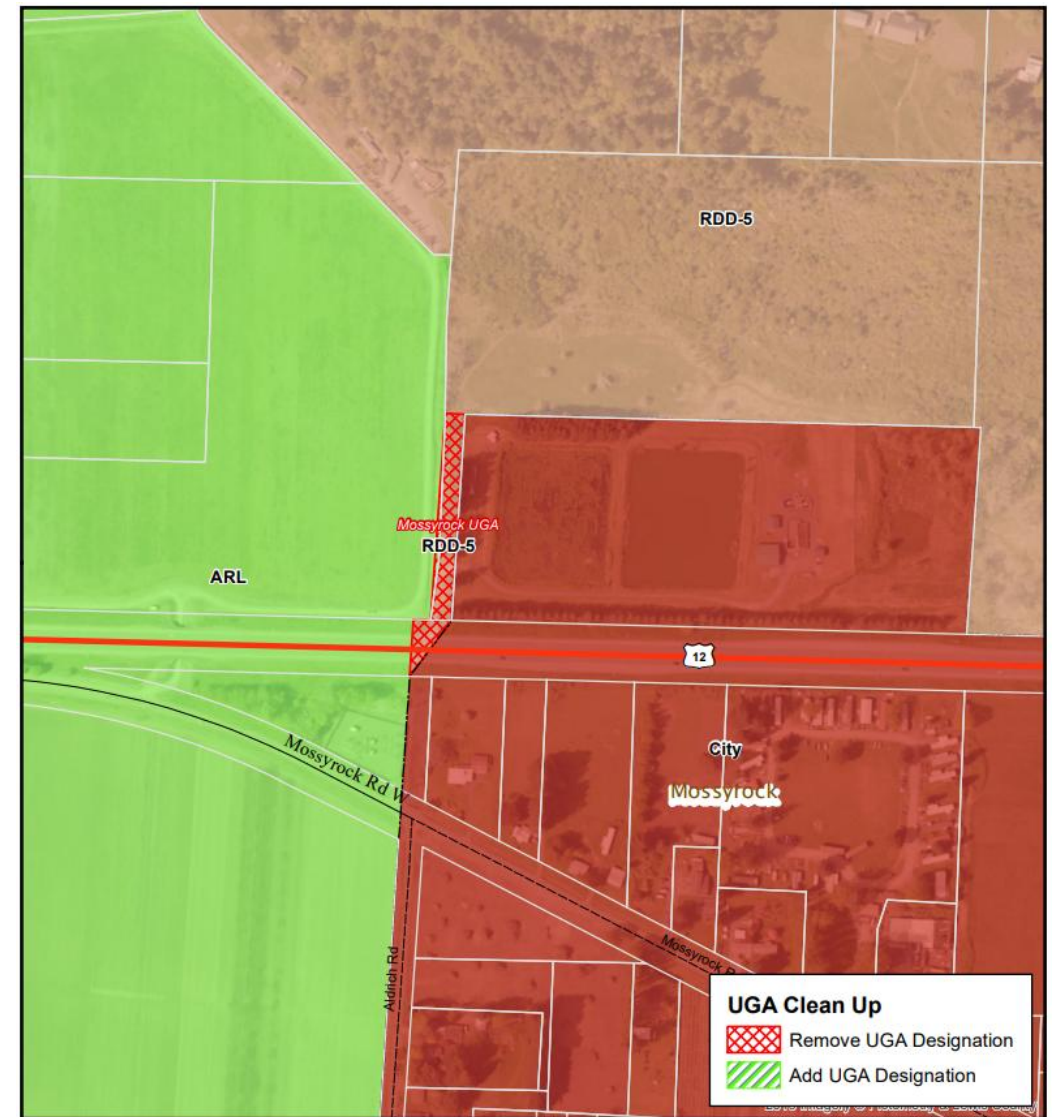 RDD-5
Mossyrock UGA
RDD-5
ARL
12
Mossyrock Rd W
City
Mossyrock
Mossyrock
Aldrich Rd
UGA Clean Up
Remove UGA Designation
Add UGA Designation